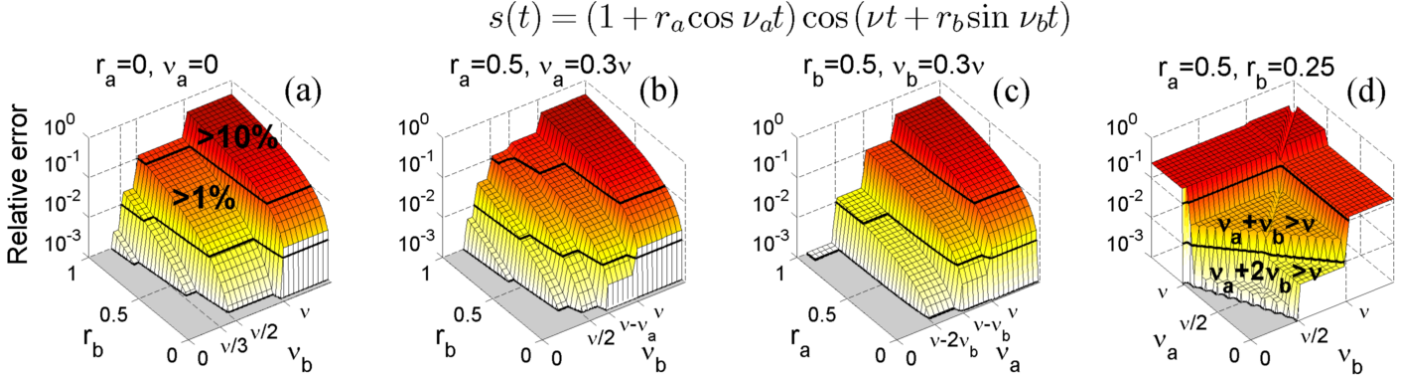 s(t) = (1 + r_a cos ν_a t) cos (νt + r_b sin ν_b t)
r_a=0, ν_a=0
(a)
r_a=0.5, ν_a=0.3ν
(b)
r_b=0.5, ν_b=0.3ν
(c)
r_a=0.5, r_b=0.25
(d)
Relative error
10^0
10^-1
10^-2
10^-3
>10%
>1%
1
0.5
0
r_b
0
ν/3
ν/2
ν
ν_b
10^0
10^-1
10^-2
10^-3
1
0.5
0
r_b
0
ν/2
ν-ν_a
ν
ν_b
10^0
10^-1
10^-2
10^-3
1
0.5
0
r_a
0
ν-2ν_b
ν-ν_b
ν
ν_a
10^0
10^-1
10^-2
10^-3
ν_a+ν_b>ν
ν_a+2ν_b>ν
ν
ν/2
0
ν_a
0
ν/2
ν
ν_b